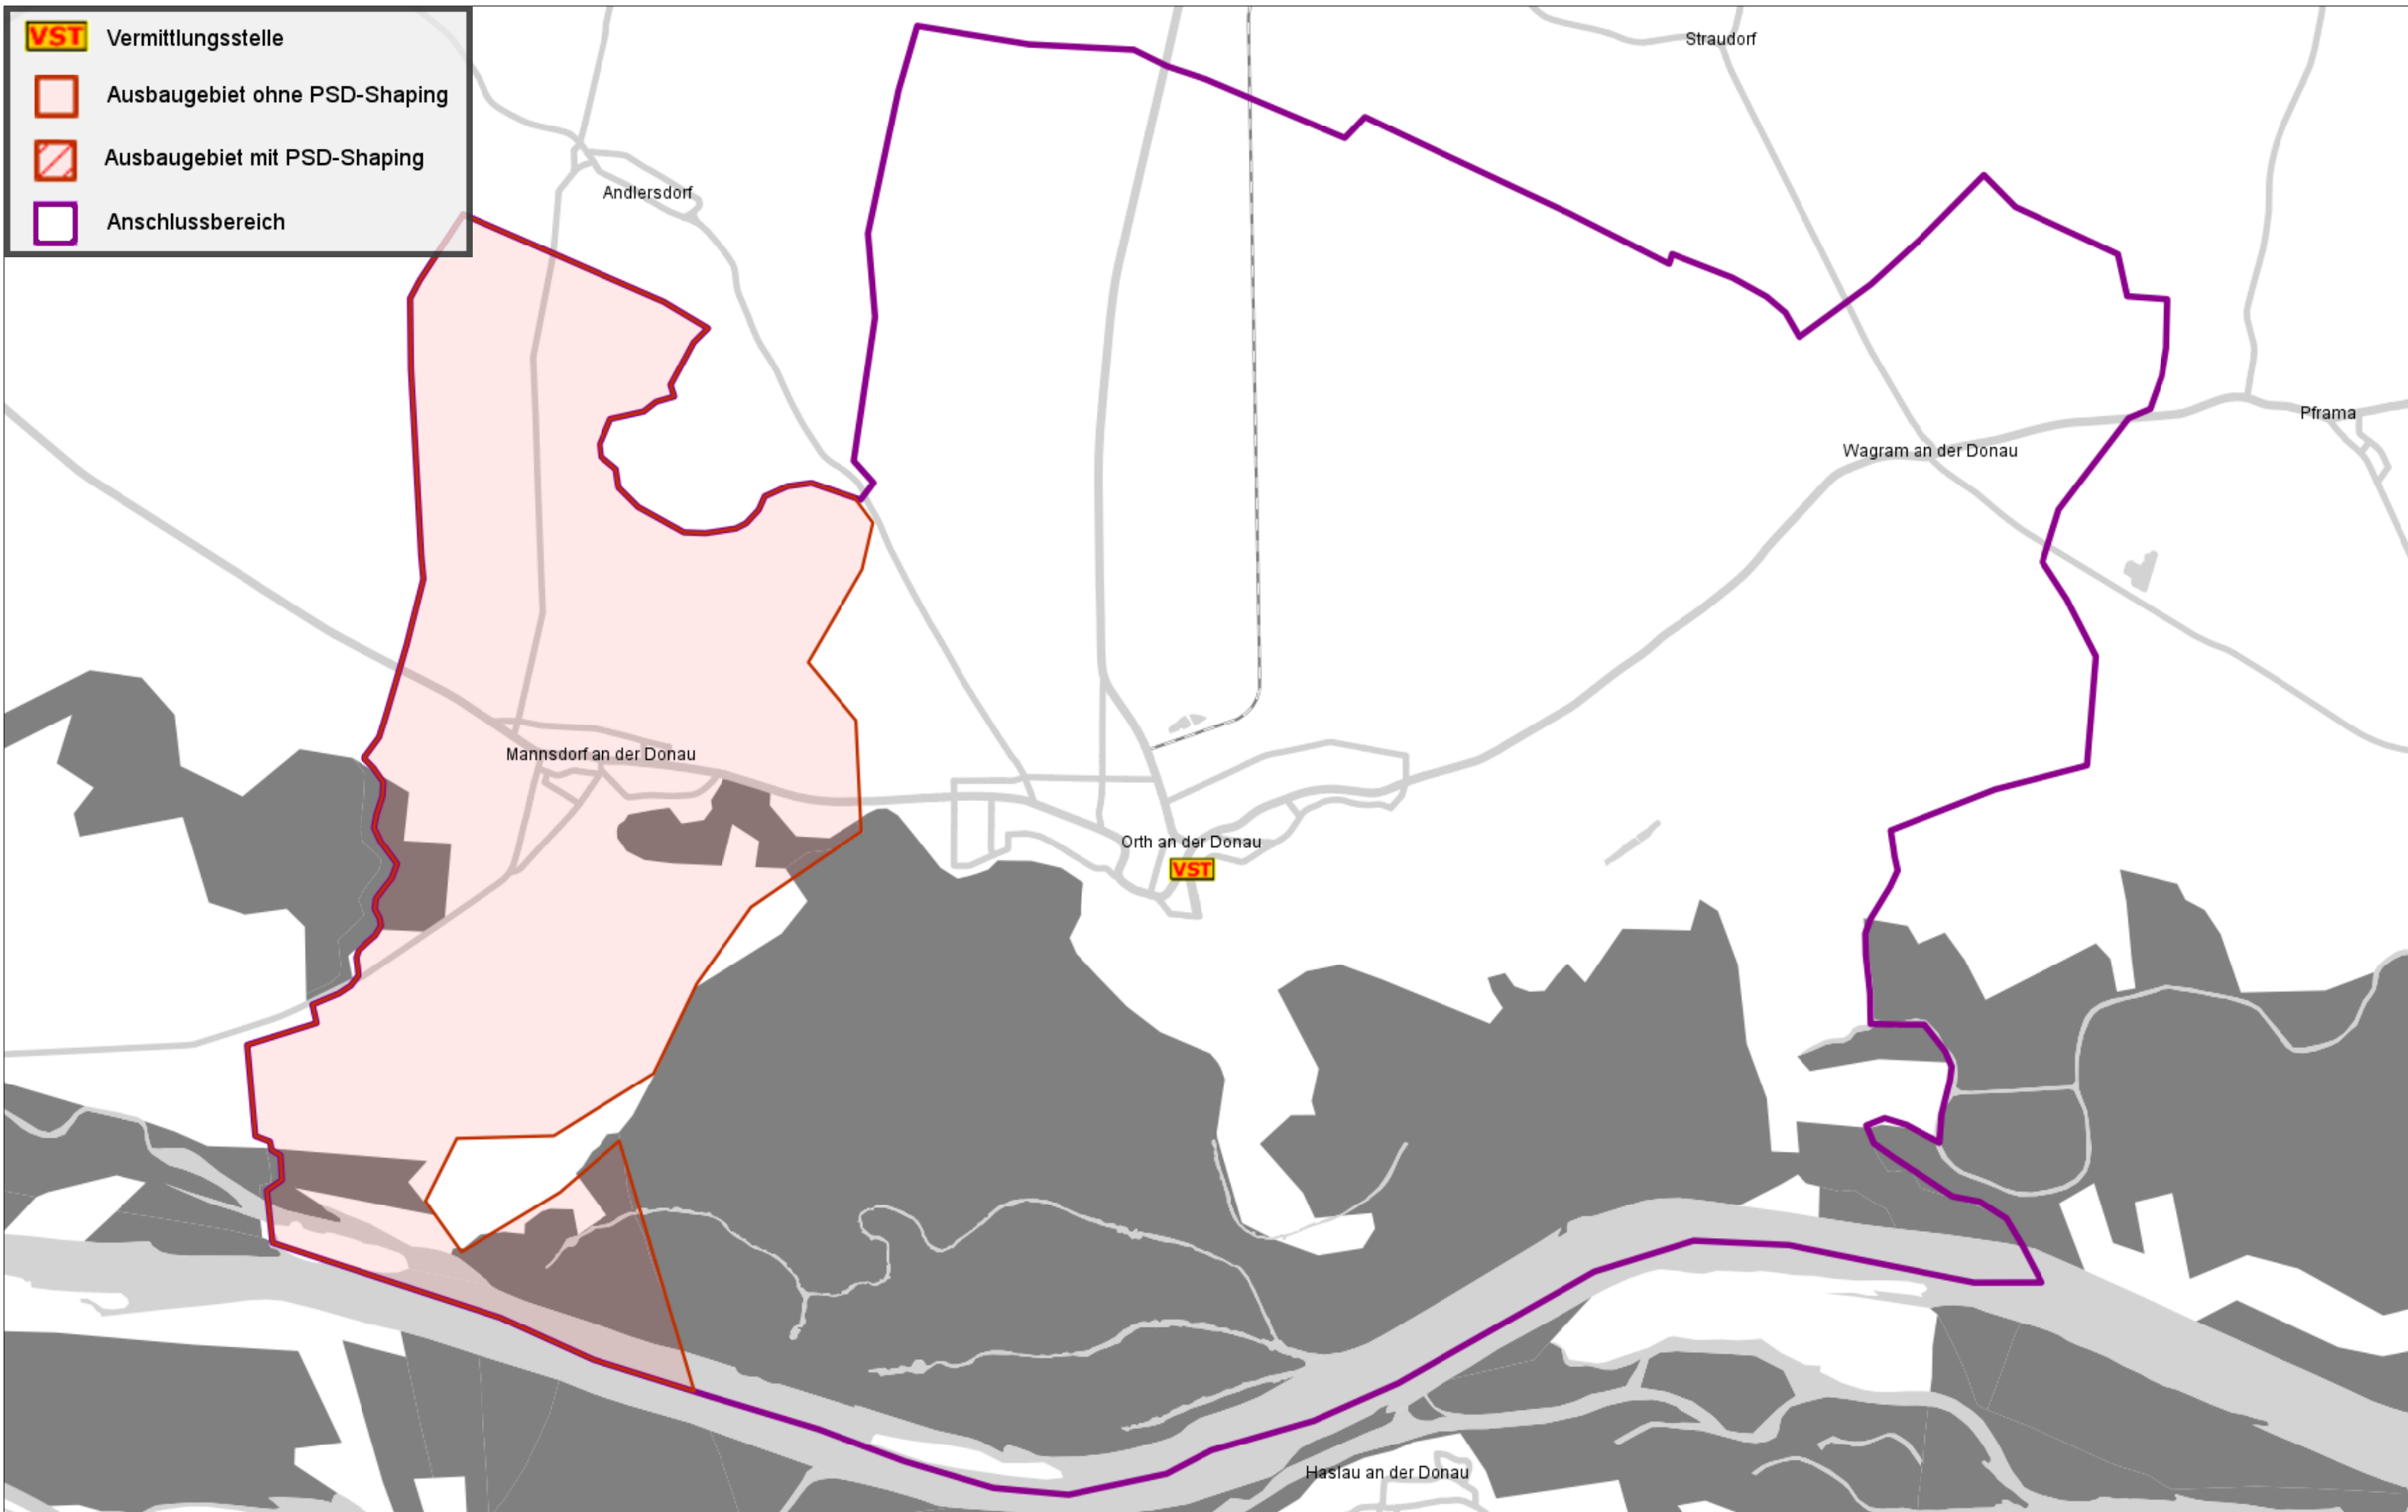 VST Vermittlungsstelle
Ausbaugebiet ohne PSD-Shaping
Ausbaugebiet mit PSD-Shaping
Anschlussbereich
Straudorf
Andlersdorf
Pframa
Wagram an der Donau
Mannsdorf an der Donau
Orth an der Donau
VST
Haslau an der Donau